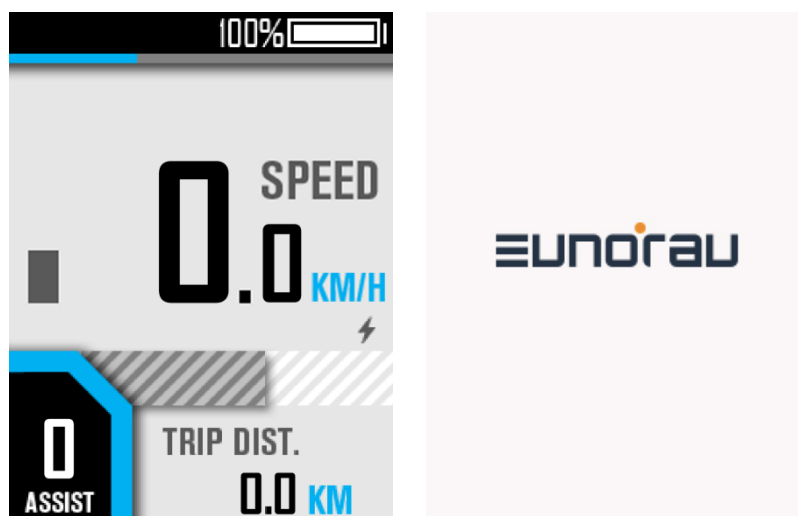 100%
SPEED
0.0 KM/H
TRIP DIST.
0.0 KM
0
ASSIST
EUNORAU